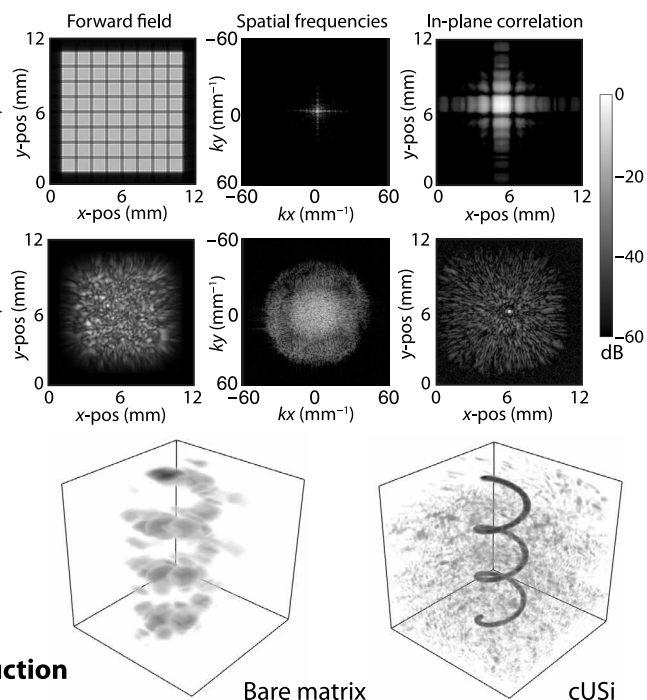 Forward field Spatial frequencies In-plane correlation
12 −60 12 0
y-pos (mm) 6 ky (mm−1) 0 y-pos (mm) 6 −20
0 60 0
0 6 12 −60 0 60 0 6 12
x-pos (mm) kx (mm−1) x-pos (mm)
12 −60 12 −40
y-pos (mm) 6 ky (mm−1) 0 y-pos (mm) 6 −60
dB
0 60 0
0 6 12 −60 0 60 0 6 12
x-pos (mm) kx (mm−1) x-pos (mm)
uction
Bare matrix cUSi